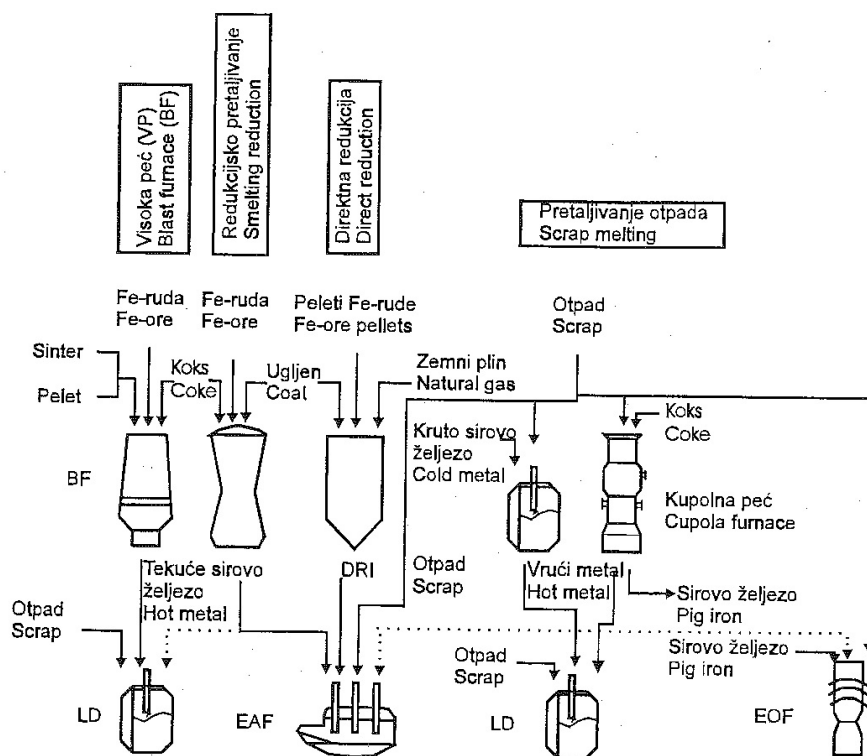 Visoka peć (VP)
Blast furnace (BF)
Redukcijsko pretaljivanje
Smelting reduction
Direktna redukcija
Direct reduction
Pretaljivanje otpada
Scrap melting
Fe-ruda
Fe-ore
Fe-ruda
Fe-ore
Peleti Fe-rude
Fe-ore pellets
Otpad
Scrap
Sinter
Pelet
Koks
Coke
Ugljen
Coal
Zemni plin
Natural gas
Kruto sirovo
željezo
Cold metal
Koks
Coke
BF
Kupolna peć
Cupola furnace
Tekuće sirovo
željezo
Hot metal
DRI
Otpad
Scrap
Vrući metal
Hot metal
Sirovo željezo
Pig iron
Otpad
Scrap
Otpad
Scrap
Sirovo željezo
Pig iron
LD
EAF
LD
EOF